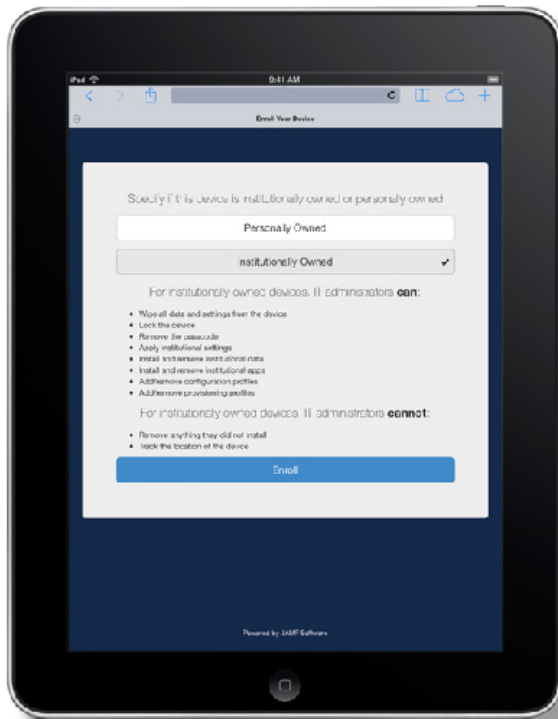 iPad
9:41 AM
Enroll Your Device
Specify if this device is institutionally owned or personally owned
Personally Owned
Institutionally Owned
For institutionally owned devices, IT administrators can:
• Wipe all data and settings from the device
• Lock the device
• Remove the passcode
• Apply institutional settings
• Install and remove institutional data
• Install and remove institutional apps
• Add/remove configuration profiles
• Add/remove provisioning profiles
For institutionally owned devices, IT administrators cannot:
• Remove anything they did not install
• Track the location of the device
Enroll
Powered by JAMF Software